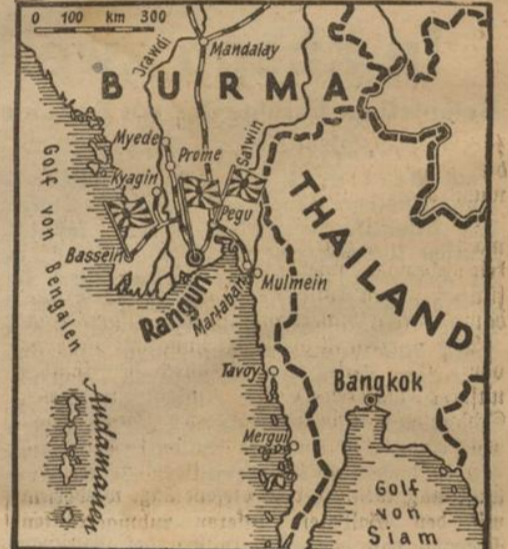 0 100 km 300
Jrawdi
Mandalay
BURMA
Myede
Prome
Salwin
Kyagin
Golf von Bengalen
THAILAND
Pegu
Bassein
Rangun
Martaban
Mulmein
Tavoy
Bangkok
Andamanen
Mergui
Golf
von
Siam